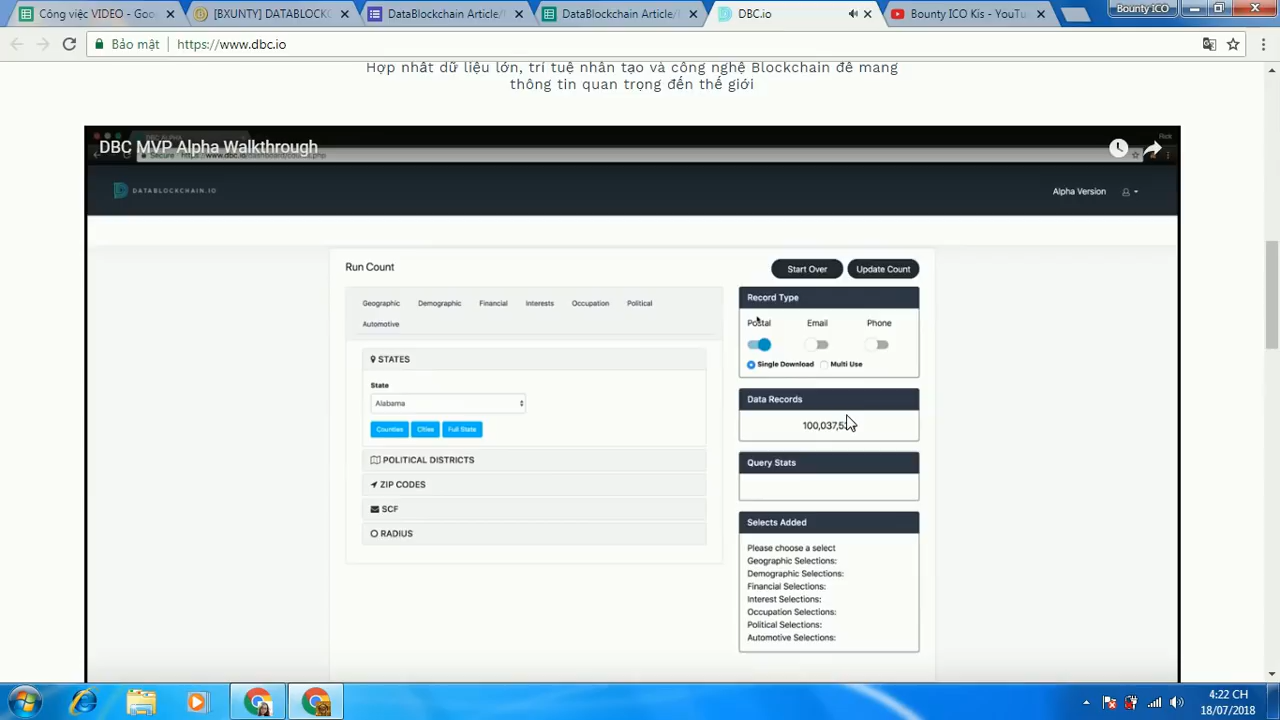 Công việc VIDEO - Goo
[BXUNTY] DATABLOCKC
DataBlockchain Article/
DataBlockchain Article/
DBC.io
Bounty ICO Kis - YouTu
Bounty ICO
Bảo mật
https://www.dbc.io
Hợp nhất dữ liệu lớn, trí tuệ nhân tạo và công nghệ Blockchain để mang
thông tin quan trọng đến thế giới
DBC MVP Alpha Walkthrough
DATABLOCKCHAIN.IO
Alpha Version
Run Count
Start Over
Update Count
Geographic
Demographic
Financial
Interests
Occupation
Political
Automotive
STATES
State
Alabama
Counties
Cities
Full State
POLITICAL DISTRICTS
ZIP CODES
SCF
RADIUS
Record Type
Postal
Email
Phone
Single Download
Multi Use
Data Records
Query Stats
Selects Added
Please choose a select
Geographic Selections:
Demographic Selections:
Financial Selections:
Interest Selections:
Occupation Selections:
Political Selections:
Automotive Selections:
4:22 CH
18/07/2018